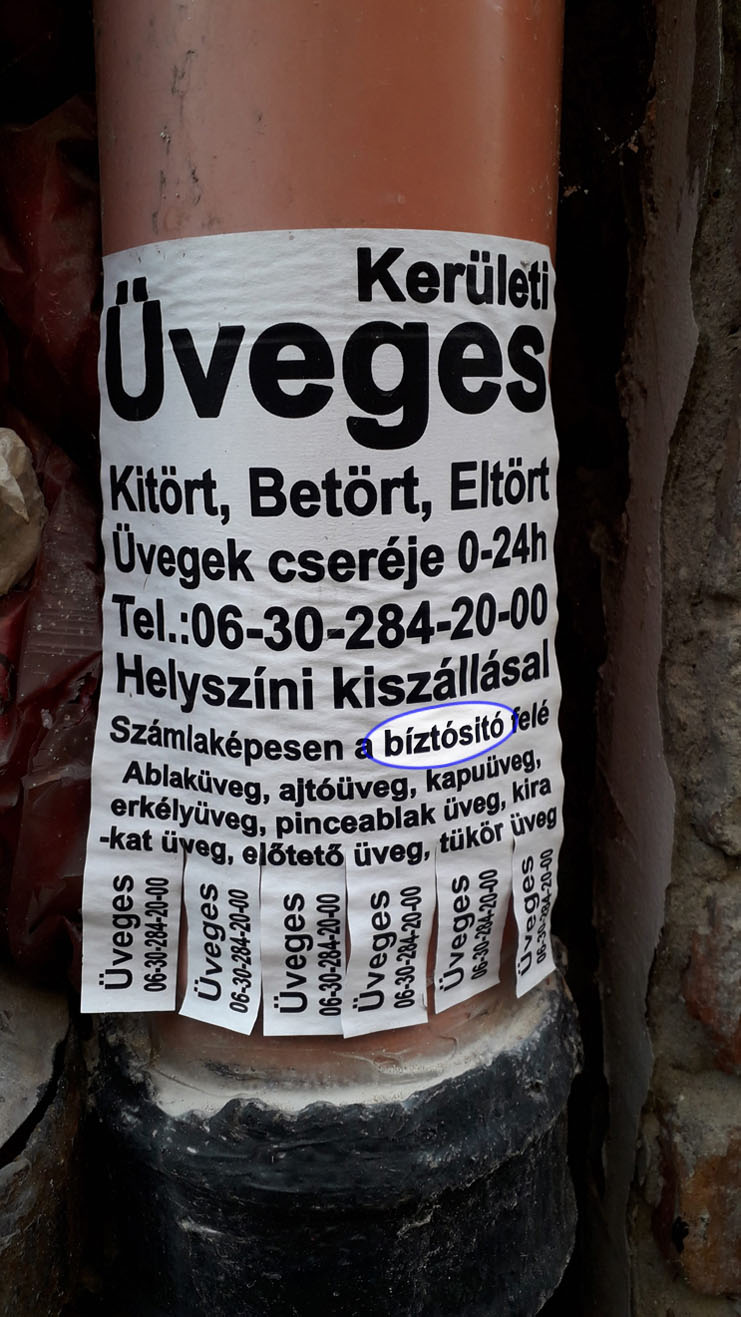 Kerületi
Üveges
Kitört, Betört, Eltört
Üvegek cseréje 0-24h
Tel.:06-30-284-20-00
Helyszíni kiszállásal
Számlaképesen a bíztósitó felé
Ablaküveg, ajtóüveg, kapuüveg,
erkélyüveg, pinceablak üveg, kira
-kat üveg, előtető üveg, tükör üveg
Üveges
06-30-284-20-00
Üveges
06-30-284-20-00
Üveges
06-30-284-20-00
Üveges
06-30-284-20-00
Üveges
06-30-284-20-00
Üveges
06-30-284-20-00